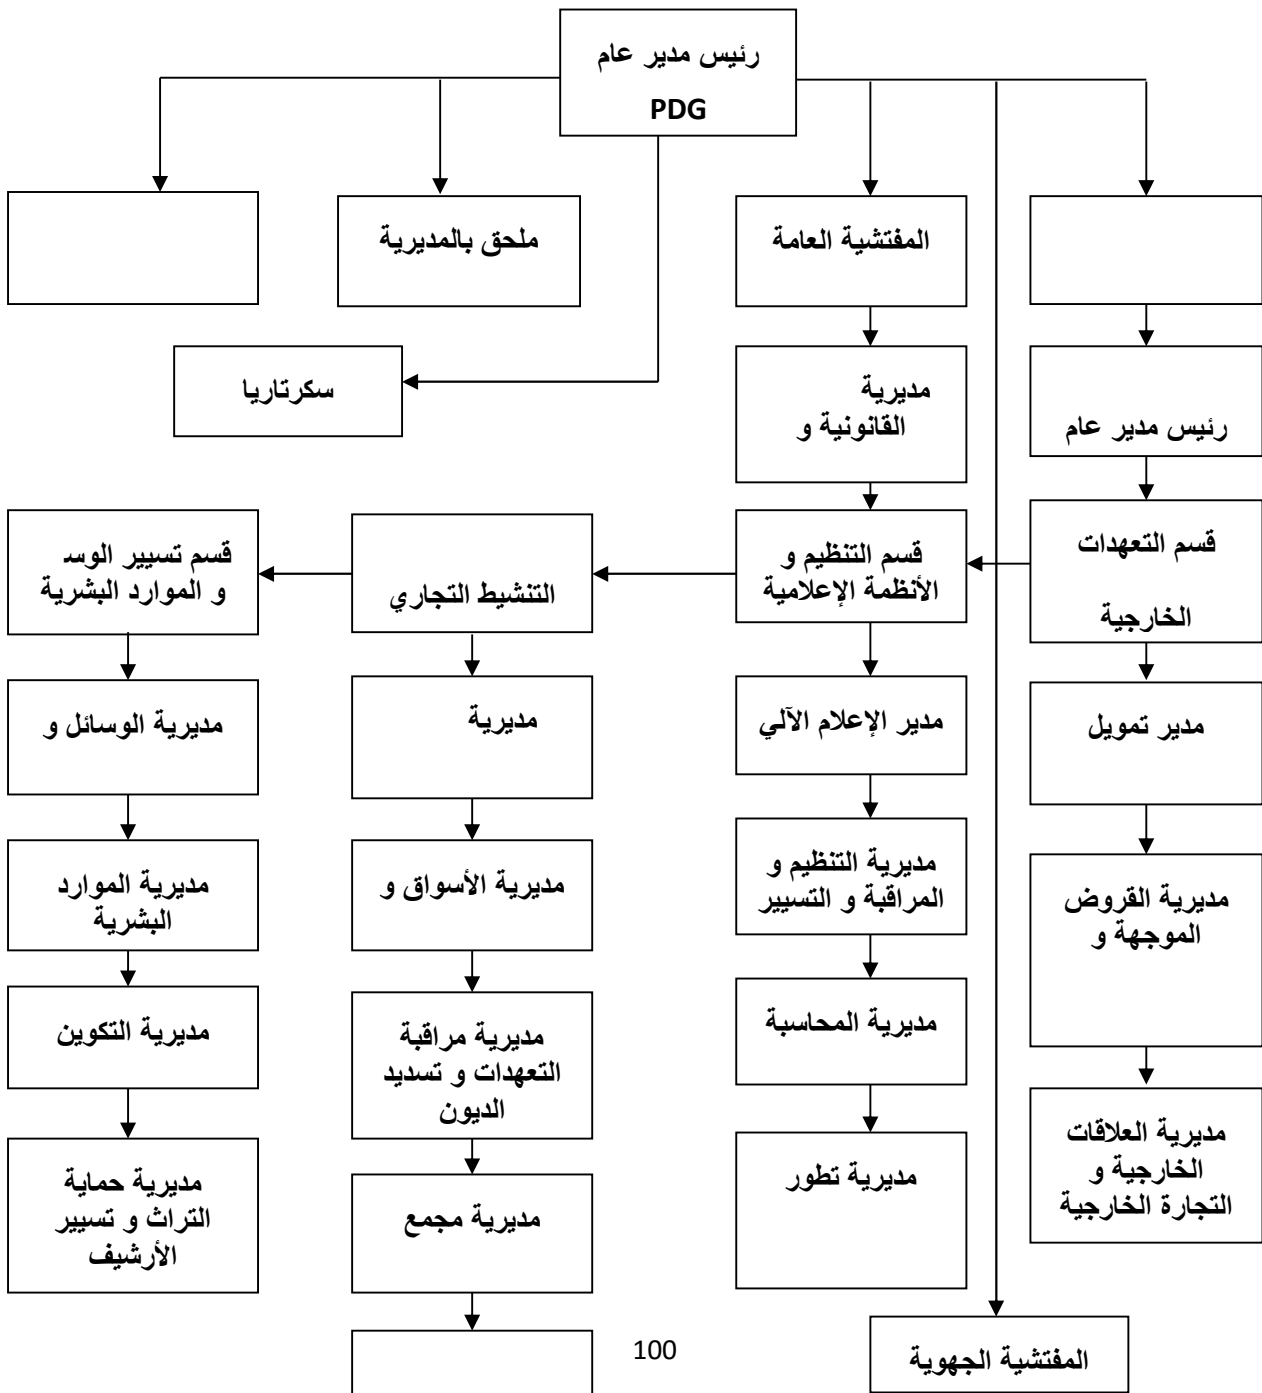 رئيس مدير عام
PDG
المفتشية العامة
ملحق بالمديرية
سكرتاريا
رئيس مدير عام
مديرية
القانونية و
قسم التعهدات
الخارجية
قسم التنظيم و
الأنظمة الإعلامية
التنشيط التجاري
قسم تسيير الوس
و الموارد البشرية
مدير تمويل
مدير الإعلام الآلي
مديرية
مديرية الوسائل و
مديرية القروض
الموجهة و
مديرية التنظيم و
المراقبة و التسيير
مديرية الأسواق و
مديرية الموارد
البشرية
مديرية المحاسبة
مديرية مراقبة
التعهدات و تسديد
الديون
مديرية التكوين
مديرية العلاقات
الخارجية و
التجارة الخارجية
مديرية تطور
مديرية مجمع
مديرية حماية
التراث و تسيير
الأرشيف
المفتشية الجهوية
100